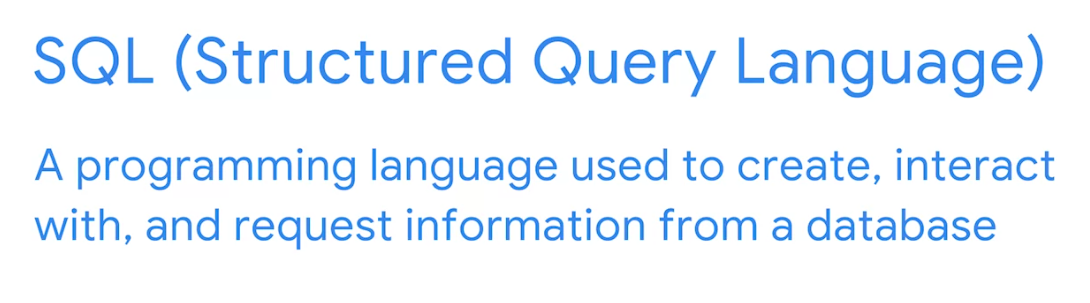 SQL (Structured Query Language)
A programming language used to create, interact
with, and request information from a database